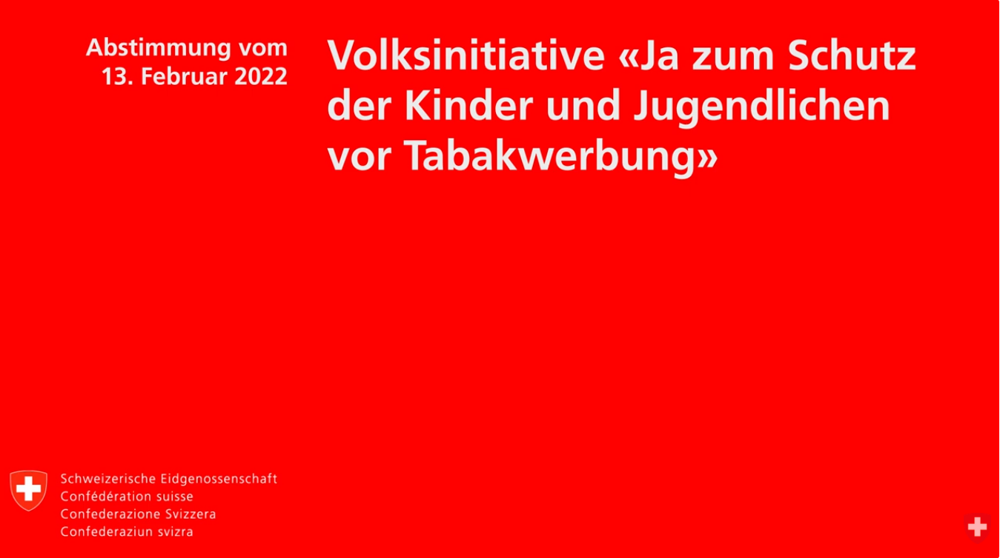 Abstimmung vom
13. Februar 2022
Volksinitiative «Ja zum Schutz
der Kinder und Jugendlichen
vor Tabakwerbung»
Schweizerische Eidgenossenschaft
Confédération suisse
Confederazione Svizzera
Confederaziun svizra